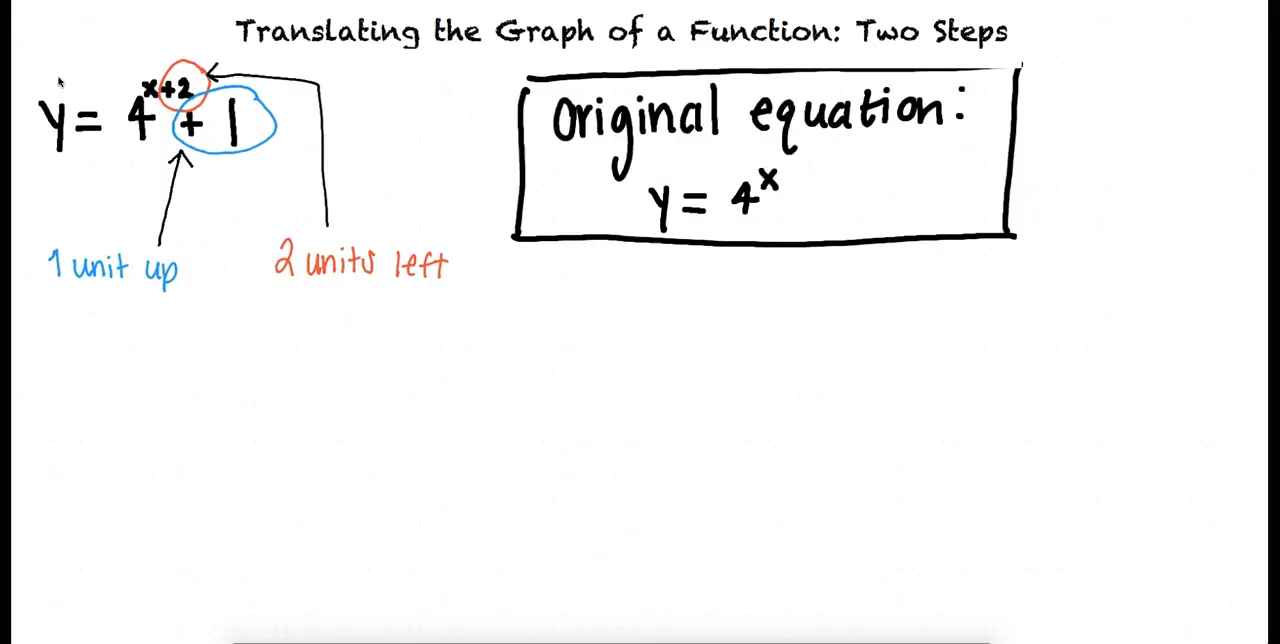 Translating the Graph of a Function: Two Steps
y = 4^(x+2) + 1
1 unit up
2 units left
Original equation:
y = 4^x